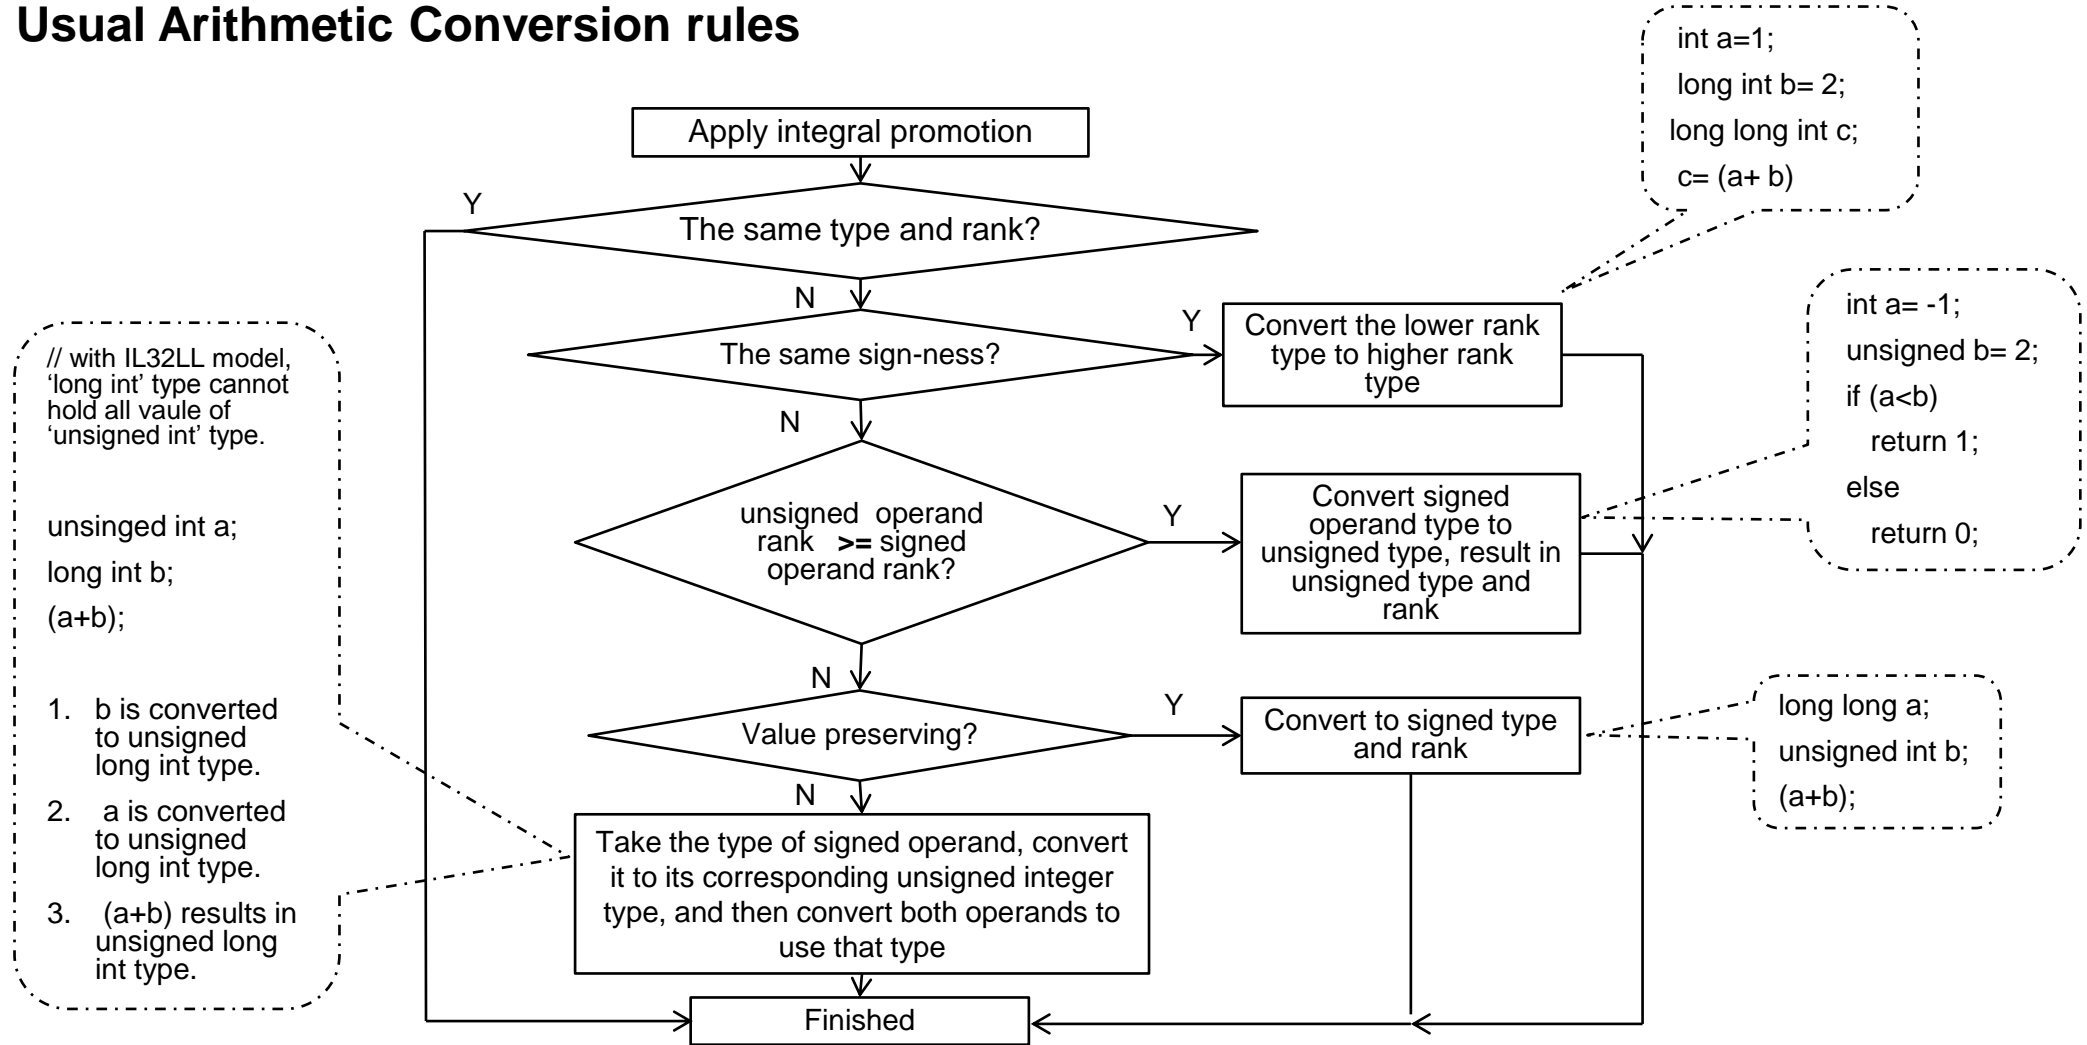 Usual Arithmetic Conversion rules
int a=1;
long int b= 2;
long long int c;
c= (a+ b)
Apply integral promotion
Y
The same type and rank?
N
The same sign-ness?
Y
Convert the lower rank
type to higher rank
type
int a= -1;
unsigned b= 2;
if (a<b)
return 1;
else
return 0;
// with IL32LL model,
‘long int’ type cannot
hold all vaule of
‘unsigned int’ type.
unsinged int a;
long int b;
(a+b);
1. b is converted
to unsigned
long int type.
2. a is converted
to unsigned
long int type.
3. (a+b) results in
unsigned long
int type.
N
unsigned operand
rank >= signed
operand rank?
Y
Convert signed
operand type to
unsigned type, result in
unsigned type and
rank
N
Value preserving?
Y
Convert to signed type
and rank
long long a;
unsigned int b;
(a+b);
N
Take the type of signed operand, convert
it to its corresponding unsigned integer
type, and then convert both operands to
use that type
Finished